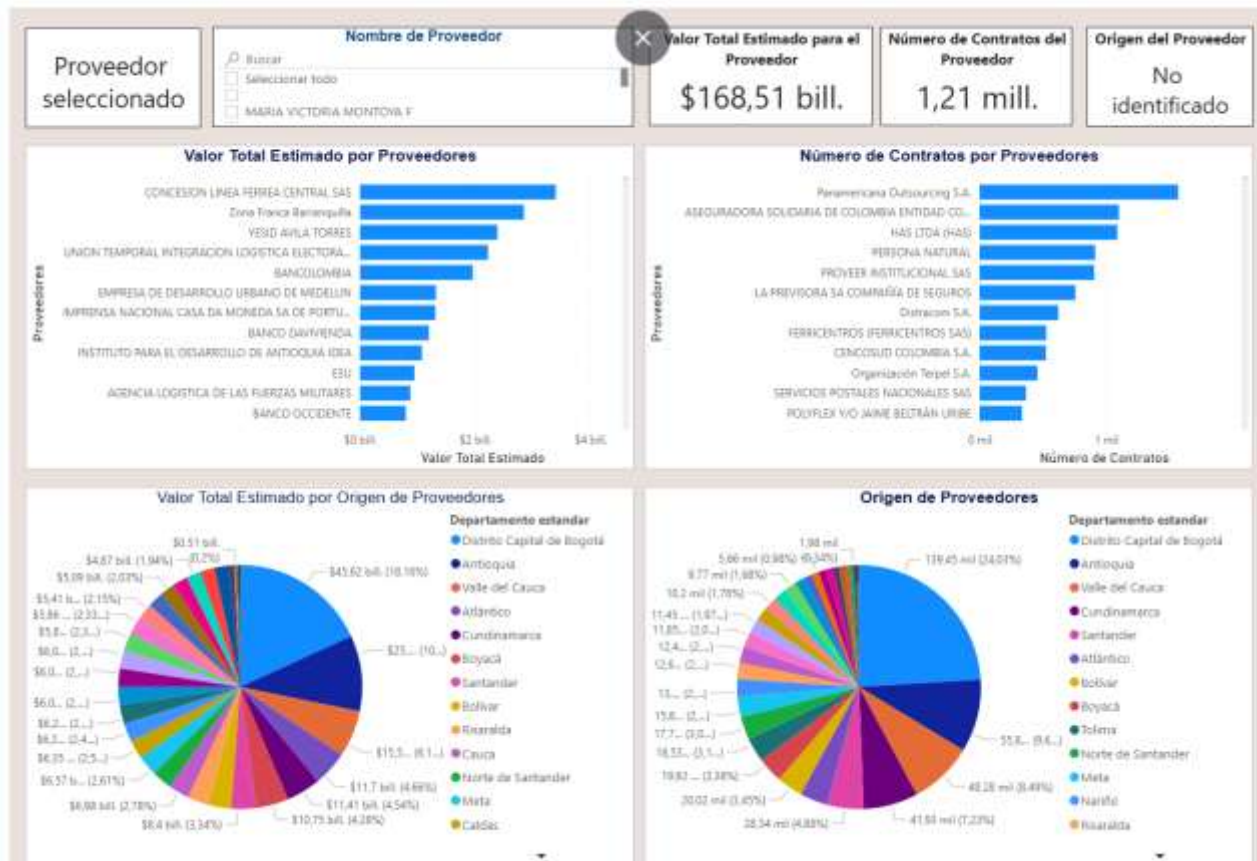 Proveedor
seleccionado
Nombre de Proveedor
Buscar
Seleccionar todo
MARIA VICTORIA MONTOYA F
Valor Total Estimado para el
Proveedor
$168,51 bill.
Número de Contratos del
Proveedor
1,21 mill.
Origen del Proveedor
No
identificado
Valor Total Estimado por Proveedores
Proveedores
CONCESION LINEA FERREA CENTRAL SAS
Zona Franca Barranquilla
YESID AVILA TORRES
UNION TEMPORAL INTEGRACION LOGISTICA ELECTORA...
BANCOLOMBIA
EMPRESA DE DESARROLLO URBANO DE MEDELLIN
IMPRENSA NACIONAL CASA DA MONEDA SA DE PORTU...
BANCO DAVIVIENDA
INSTITUTO PARA EL DESARROLLO DE ANTIOQUIA IDEA
ESU
AGENCIA LOGISTICA DE LAS FUERZAS MILITARES
BANCO OCCIDENTE
$0 bill. $2 bill. $4 bill.
Valor Total Estimado
Número de Contratos por Proveedores
Proveedores
Panamericana Outsourcing S.A.
ASEGURADORA SOLIDARIA DE COLOMBIA ENTIDAD CO...
HAS LTDA (HAS)
PERSONA NATURAL
PROVEER INSTITUCIONAL SAS
LA PREVISORA SA COMPAÑÍA DE SEGUROS
Distracom S.A.
FERRICENTROS (FERRICENTROS SAS)
CENCOSUD COLOMBIA S.A.
Organización Terpel S.A.
SERVICIOS POSTALES NACIONALES SAS
POLYFLEX Y/O JAIME BELTRÁN URIBE
0 mil 1 mil
Número de Contratos
Valor Total Estimado por Origen de Proveedores
$0.51 bill.
(0.2%)
$4.87 bill. (1,94%)
$5,09 bill. (2,03%)
$5,41 b... (2,15%)
$6,57 b... (2,61%)
$6,98 bill. (2,78%)
$8,4 bill. (3,34%)
$10,75 bill. (4,28%)
$11,41 bill. (4,54%)
$11.7 bill. (4.66%)
$45,62 bill. (18,16%)
Departamento estandar
Distrito Capital de Bogotá
Antioquia
Valle del Cauca
Atlántico
Cundinamarca
Boyacá
Santander
Bolívar
Risaralda
Cauca
Norte de Santander
Meta
Caldas
Origen de Proveedores
1,98 mil
(0,34%)
5,66 mil (0,98%)
9.77 mil (1,68%)
10,2 mil (1,76%)
20,02 mil (3,45%)
28,34 mil (4,88%)
41,93 mil (7,23%)
139,45 mil (24,03%)
Departamento estandar
Distrito Capital de Bogotá
Antioquia
Valle del Cauca
Cundinamarca
Santander
Atlántico
Bolívar
Boyacá
Tolima
Norte de Santander
Meta
Nariño
Risaralda